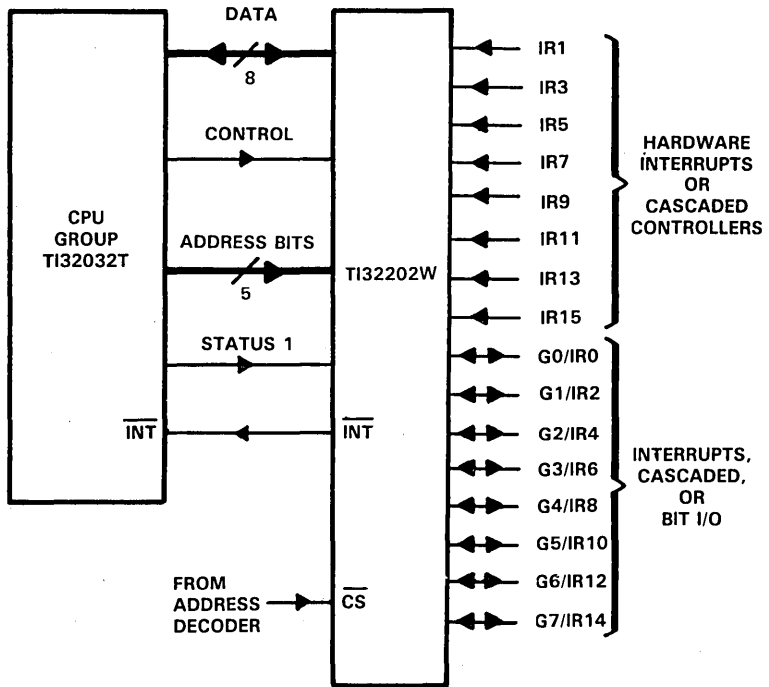 DATA
8
CONTROL
CPU
GROUP
TI32032T
ADDRESS BITS
5
STATUS 1
INT
TI32202W
INT
FROM
ADDRESS
DECODER
CS
IR1
IR3
IR5
IR7
IR9
IR11
IR13
IR15
HARDWARE
INTERRUPTS
OR
CASCADED
CONTROLLERS
G0/IR0
G1/IR2
G2/IR4
G3/IR6
G4/IR8
G5/IR10
G6/IR12
G7/IR14
INTERRUPTS,
CASCADED,
OR
BIT I/O